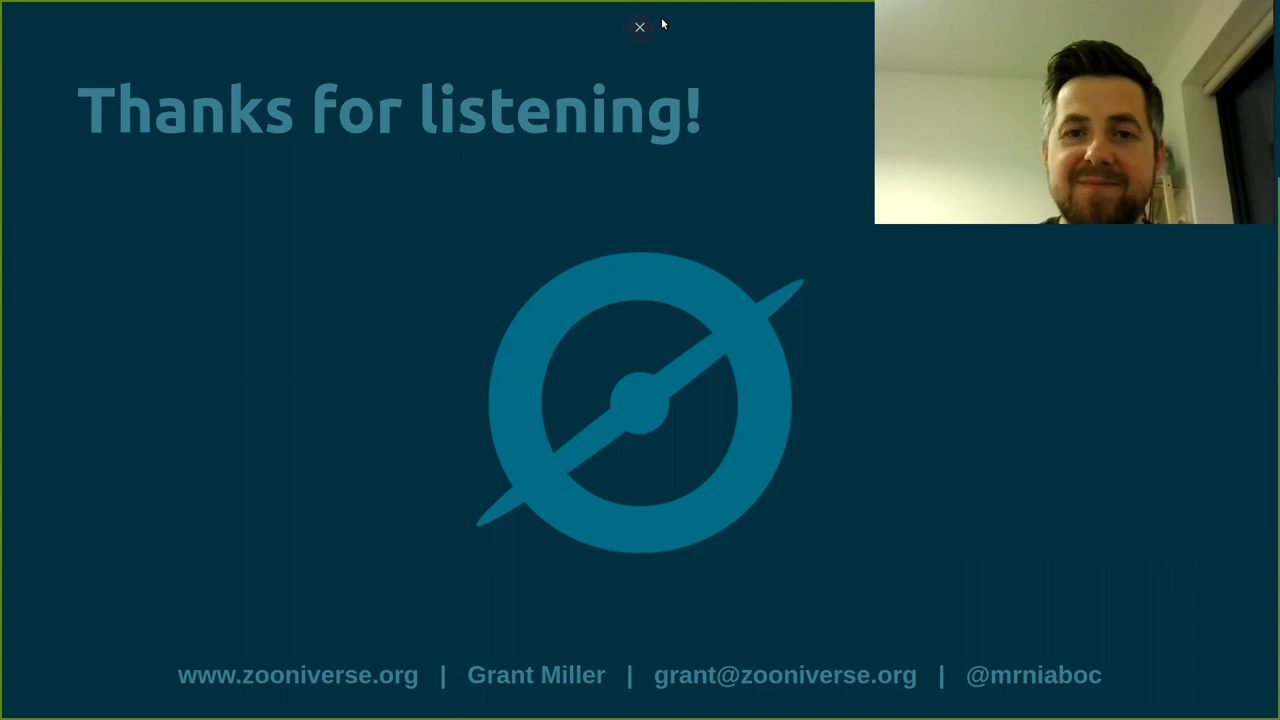 Thanks for listening!
www.zooniverse.org | Grant Miller | grant@zooniverse.org | @mrniaboc